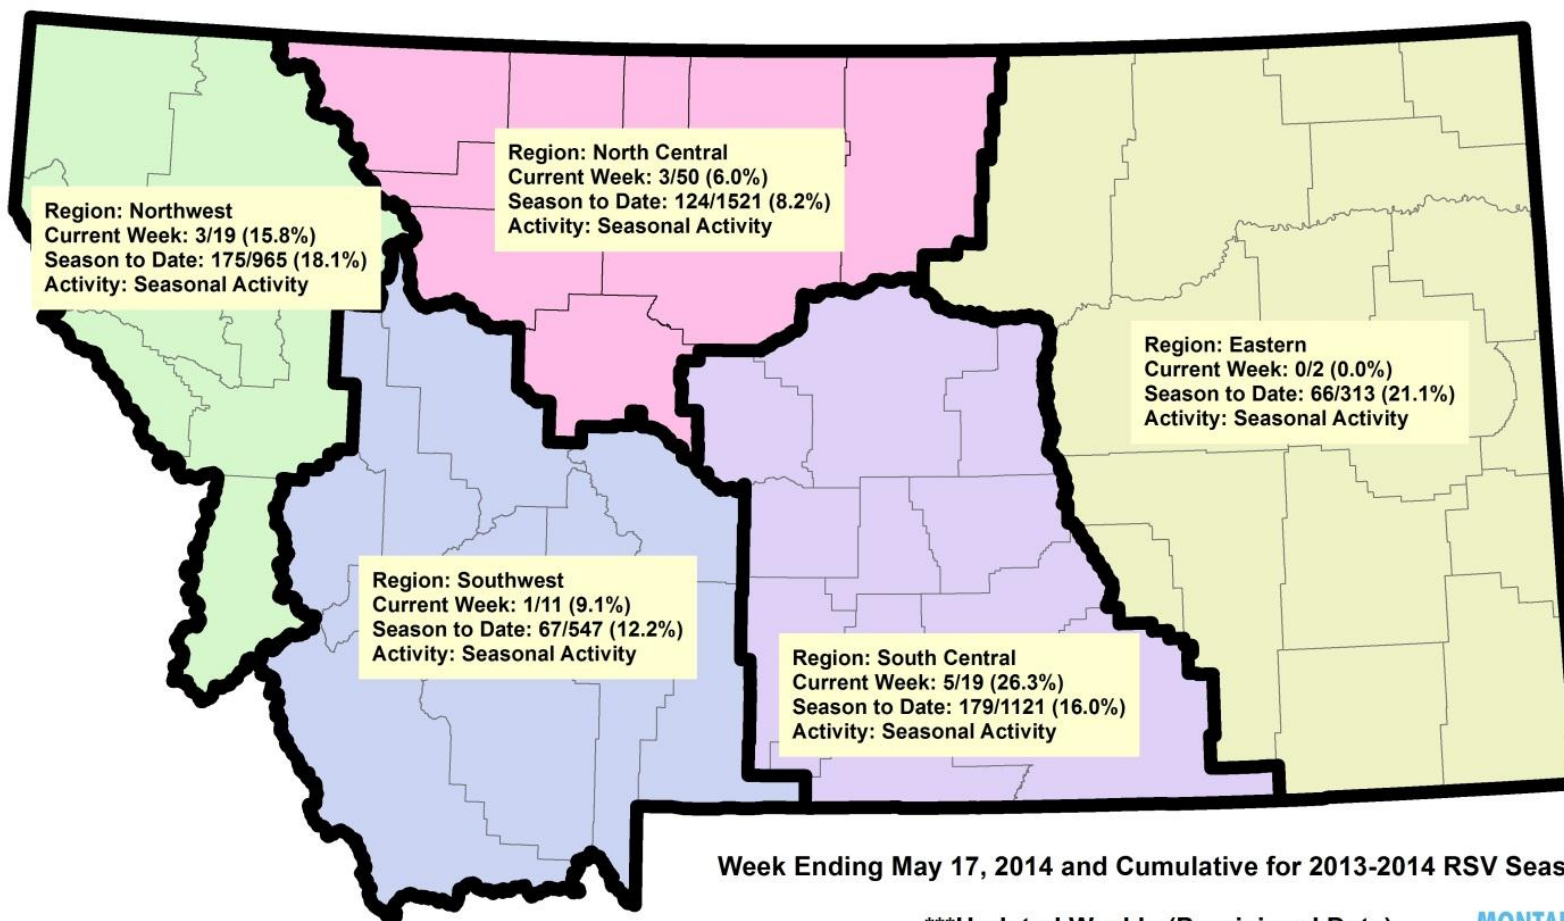 Region: North Central
Current Week: 3/50 (6.0%)
Season to Date: 124/1521 (8.2%)
Activity: Seasonal Activity
Region: Northwest
Current Week: 3/19 (15.8%)
Season to Date: 175/965 (18.1%)
Activity: Seasonal Activity
Region: Eastern
Current Week: 0/2 (0.0%)
Season to Date: 66/313 (21.1%)
Activity: Seasonal Activity
Region: Southwest
Current Week: 1/11 (9.1%)
Season to Date: 67/547 (12.2%)
Activity: Seasonal Activity
Region: South Central
Current Week: 5/19 (26.3%)
Season to Date: 179/1121 (16.0%)
Activity: Seasonal Activity
Week Ending May 17, 2014 and Cumulative for 2013-2014 RSV Seas